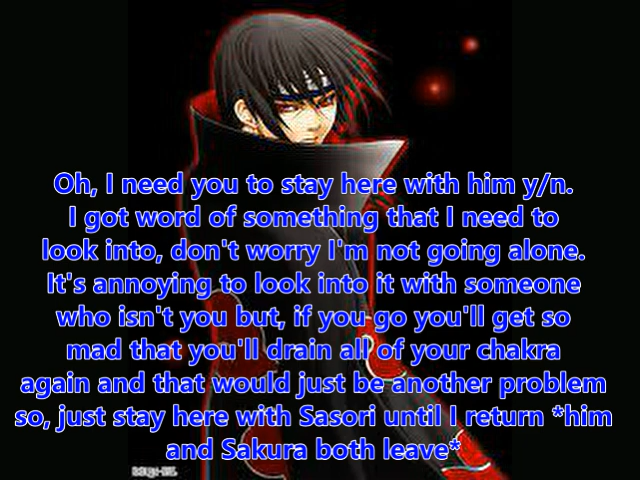 Oh, I need you to stay here with him y/n.
I got word of something that I need to
look into, don't worry I'm not going alone.
It's annoying to look into it with someone
who isn't you but, if you go you'll get so
mad that you'll drain all of your chakra
again and that would just be another problem
so, just stay here with Sasori until I return *him
and Sakura both leave*